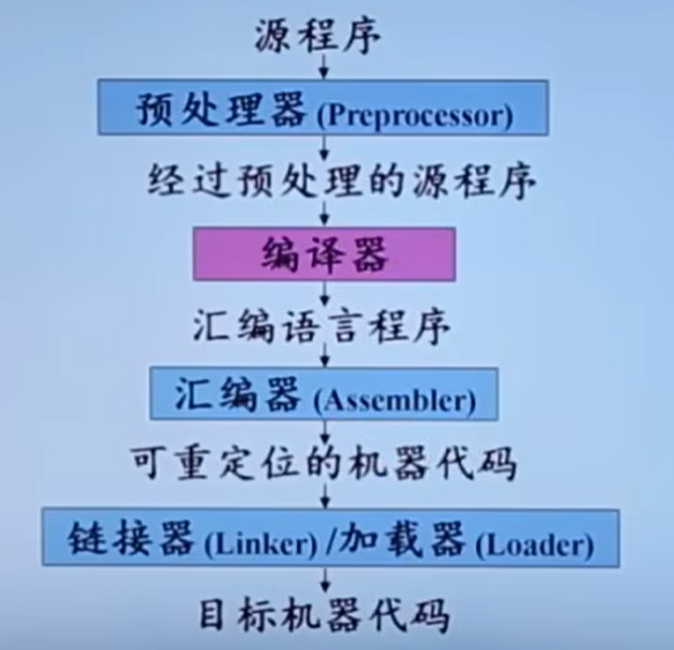 源程序
预处理器(Preprocessor)
经过预处理的源程序
编译器
汇编语言程序
汇编器(Assembler)
可重定位的机器代码
链接器(Linker)/加载器(Loader)
目标机器代码